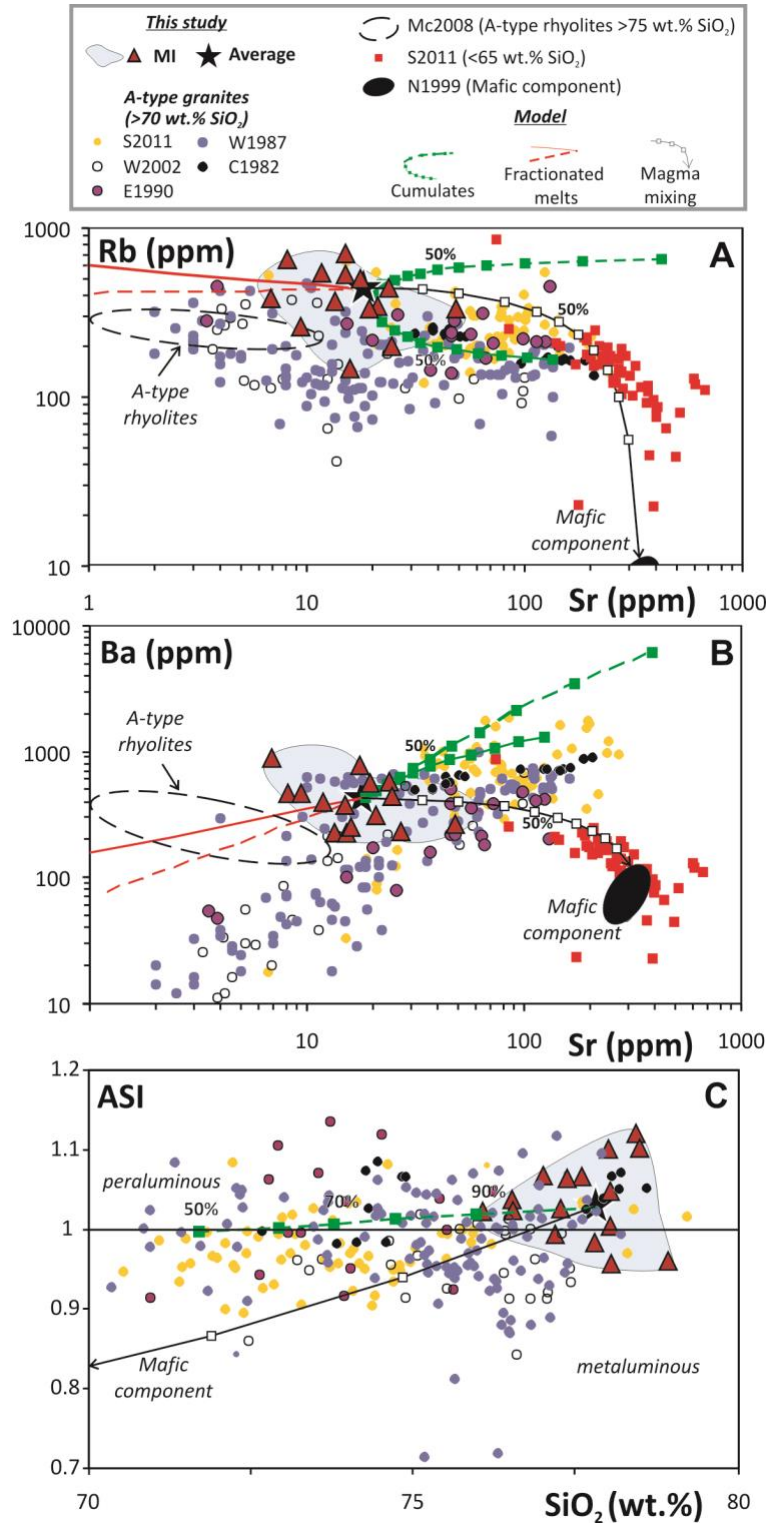 This study
MI
Average
A-type granites
(>70 wt.% SiO₂)
S2011
W1987
W2002
C1982
E1990
Mc2008 (A-type rhyolites >75 wt.% SiO₂)
S2011 (<65 wt.% SiO₂)
N1999 (Mafic component)
Model
Cumulates
Fractionated
melts
Magma
mixing
1000
Rb (ppm)
A
50%
50%
100
50%
A-type
rhyolites
Mafic
component
10
1
10
100
Sr (ppm)
1000
10000
Ba (ppm)
B
A-type
rhyolites
1000
50%
50%
100
Mafic
component
10
10
100
Sr (ppm)
1000
1.2
ASI
C
1.1
peraluminous
50%
70%
90%
1
0.9
Mafic
component
metaluminous
0.8
0.7
70
75
SiO₂ (wt.%)
80